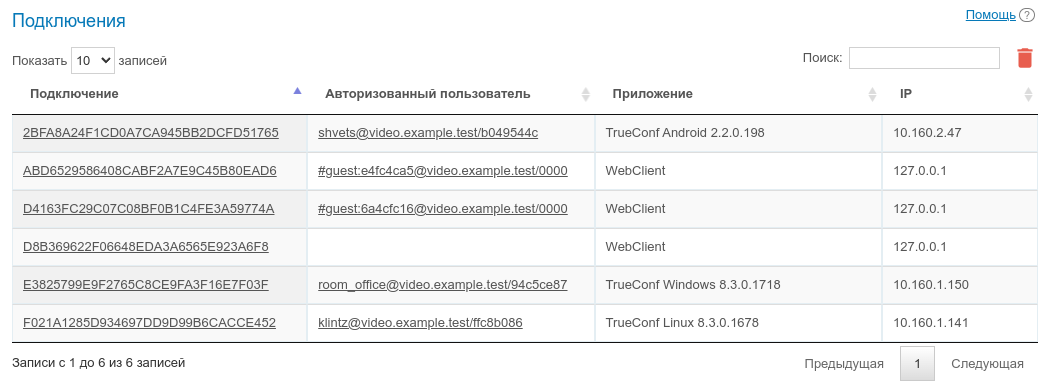 Подключения
Помощь ?
Показать 10 записей
Поиск:
Подключение Авторизованный пользователь Приложение IP
2BFA8A24F1CD0A7CA945BB2DCFD51765 shvets@video.example.test/b049544c TrueConf Android 2.2.0.198 10.160.2.47
ABD6529586408CABF2A7E9C45B80EAD6 #guest:e4fc4ca5@video.example.test/0000 WebClient 127.0.0.1
D4163FC29C07C08BF0B1C4FE3A59774A #guest:6a4cfc16@video.example.test/0000 WebClient 127.0.0.1
D8B369622F06648EDA3A6565E923A6F8 WebClient 127.0.0.1
E3825799E9F2765C8CE9FA3F16E7F03F room_office@video.example.test/94c5ce87 TrueConf Windows 8.3.0.1718 10.160.1.150
F021A1285D934697DD9D99B6CACCE452 klintz@video.example.test/ffc8b086 TrueConf Linux 8.3.0.1678 10.160.1.141
Записи с 1 до 6 из 6 записей
Предыдущая 1 Следующая